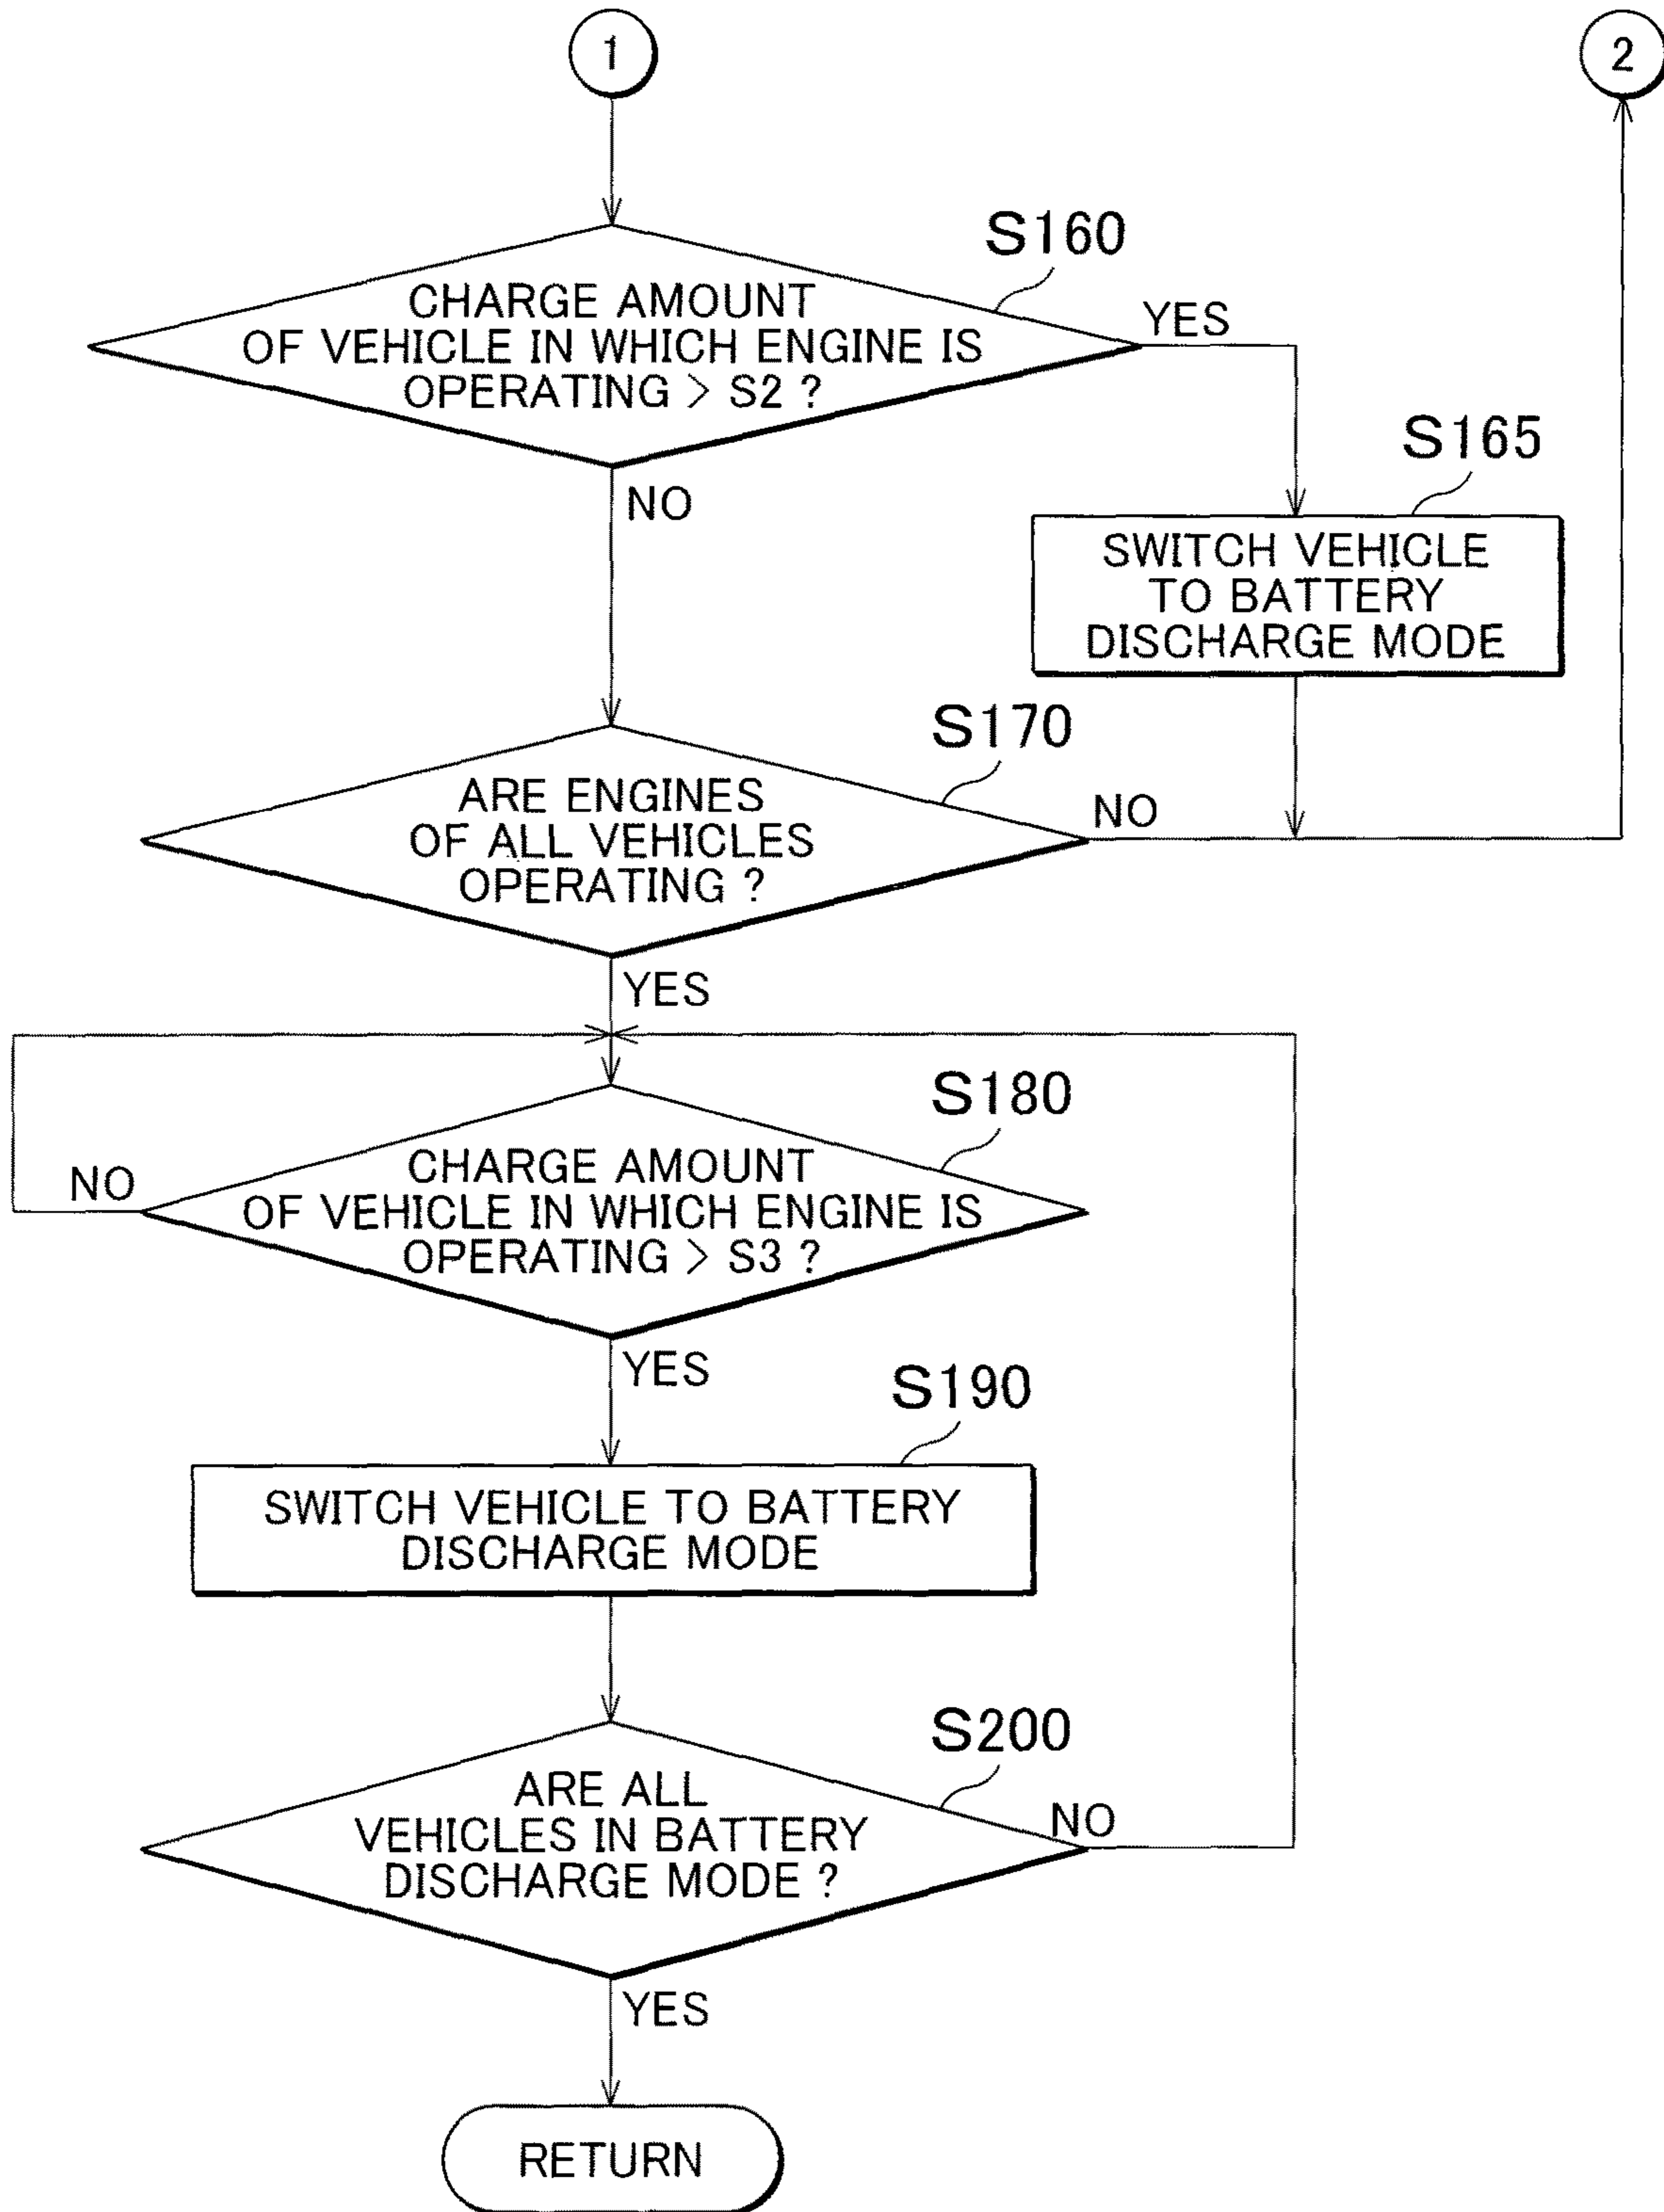 1
2
S160
CHARGE AMOUNT
OF VEHICLE IN WHICH ENGINE IS
OPERATING > S2 ?
YES
NO
S165
SWITCH VEHICLE
TO BATTERY
DISCHARGE MODE
S170
ARE ENGINES
OF ALL VEHICLES
OPERATING ?
NO
YES
S180
CHARGE AMOUNT
OF VEHICLE IN WHICH ENGINE IS
OPERATING > S3 ?
NO
YES
S190
SWITCH VEHICLE TO BATTERY
DISCHARGE MODE
S200
ARE ALL
VEHICLES IN BATTERY
DISCHARGE MODE ?
NO
YES
RETURN